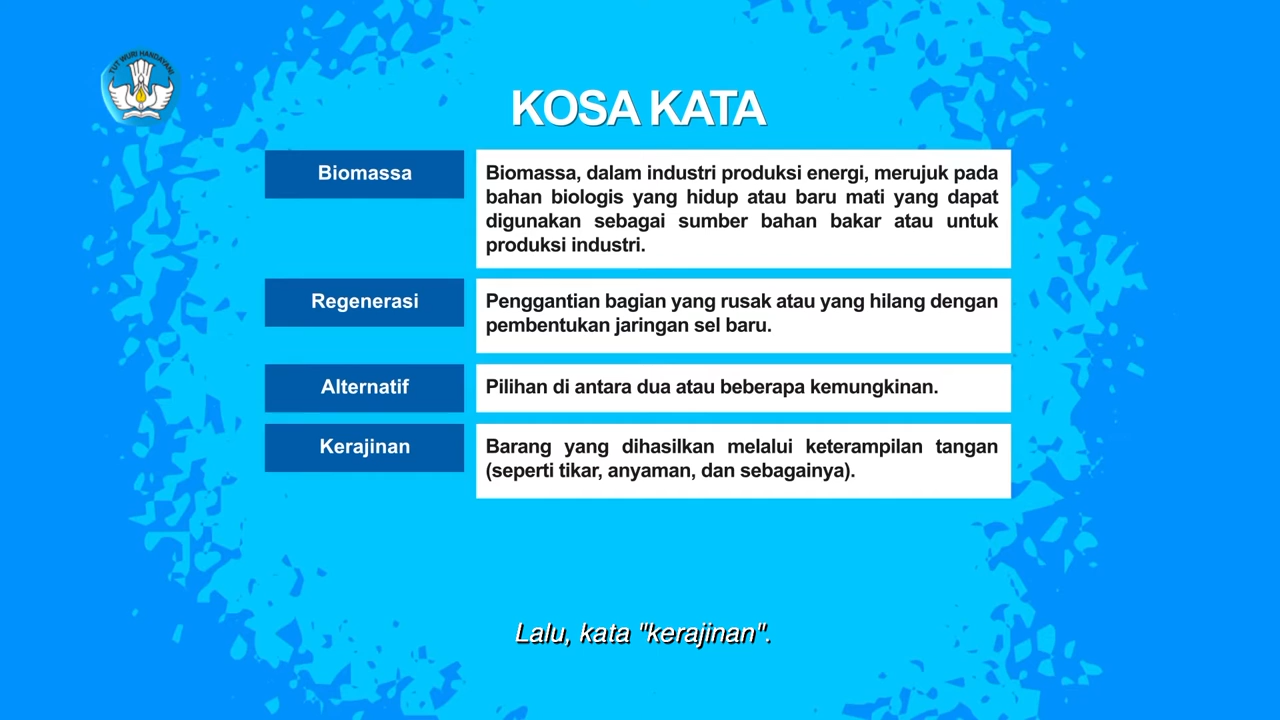 TUT WURI HANDAYANI
KOSA KATA
Biomassa
Biomassa, dalam industri produksi energi, merujuk pada
bahan biologis yang hidup atau baru mati yang dapat
digunakan sebagai sumber bahan bakar atau untuk
produksi industri.
Regenerasi
Penggantian bagian yang rusak atau yang hilang dengan
pembentukan jaringan sel baru.
Alternatif
Pilihan di antara dua atau beberapa kemungkinan.
Kerajinan
Barang yang dihasilkan melalui keterampilan tangan
(seperti tikar, anyaman, dan sebagainya).
Lalu, kata "kerajinan".